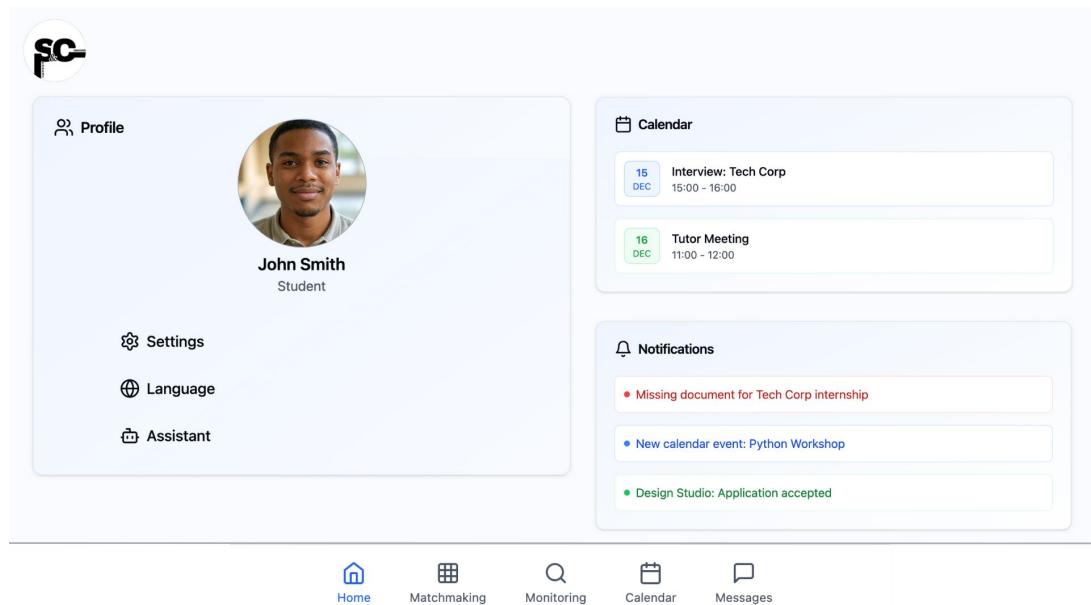 S&C
Profile
John Smith
Student
Settings
Language
Assistant
Calendar
15
DEC
Interview: Tech Corp
15:00 - 16:00
16
DEC
Tutor Meeting
11:00 - 12:00
Notifications
Missing document for Tech Corp internship
New calendar event: Python Workshop
Design Studio: Application accepted
Home
Matchmaking
Monitoring
Calendar
Messages